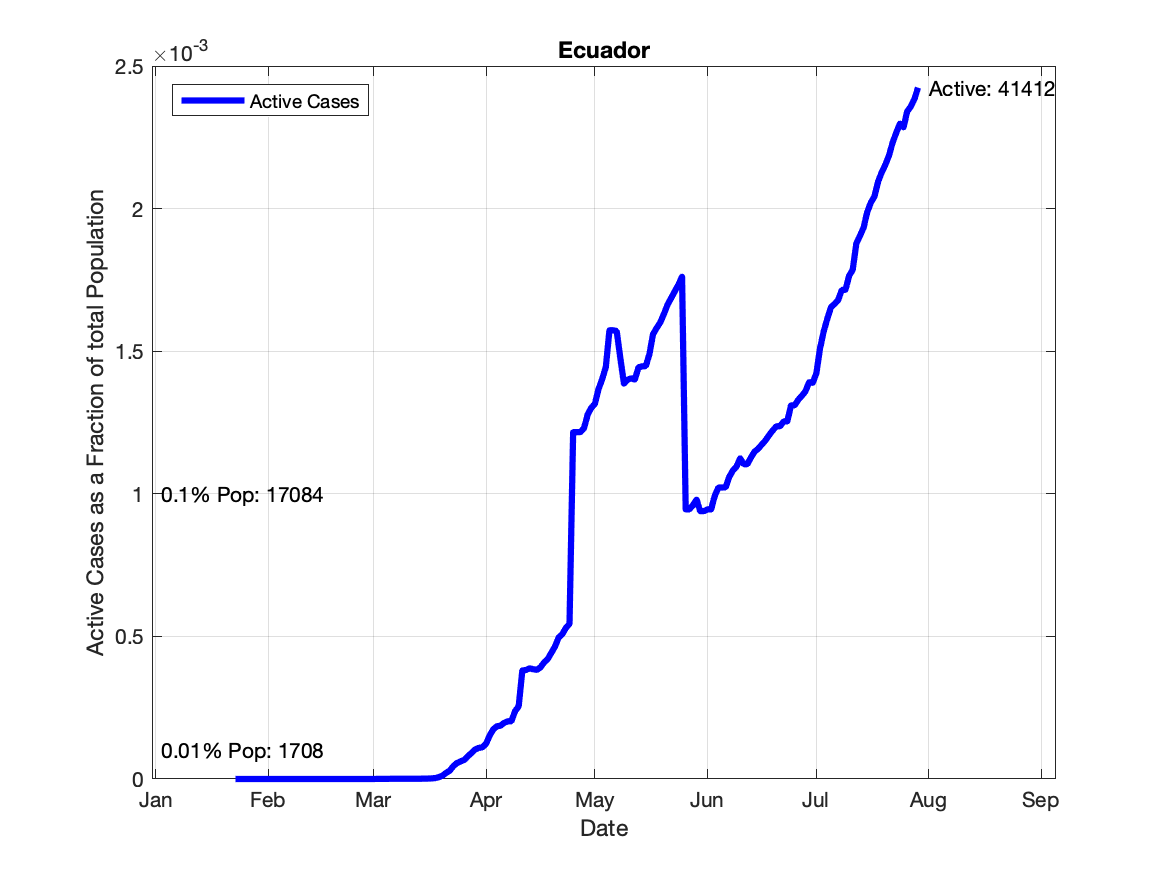 Ecuador
×10^-3
2.5
2
1.5
1
0.5
0
Active Cases
Active: 41412
0.1% Pop: 17084
0.01% Pop: 1708
Active Cases as a Fraction of total Population
Jan Feb Mar Apr May Jun Jul Aug Sep
Date